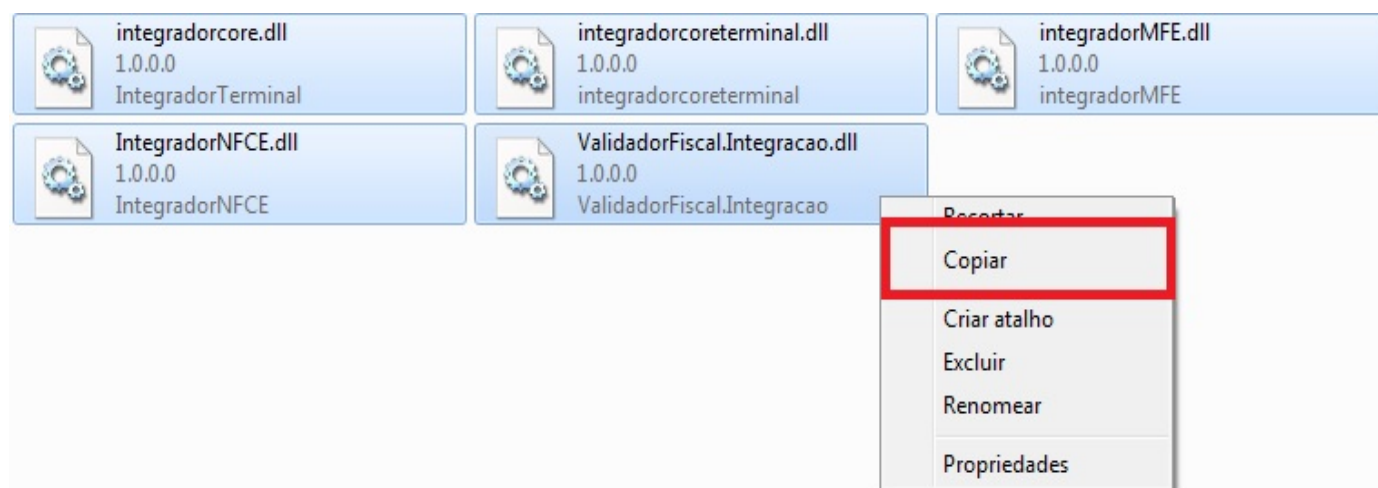 integradorcore.dll
1.0.0.0
IntegradorTerminal
integradorcoreterminal.dll
1.0.0.0
integradorcoreterminal
integradorMFE.dll
1.0.0.0
integradorMFE
IntegradorNFCE.dll
1.0.0.0
IntegradorNFCE
ValidadorFiscal.Integracao.dll
1.0.0.0
ValidadorFiscal.Integracao
Recortar
Copiar
Criar atalho
Excluir
Renomear
Propriedades